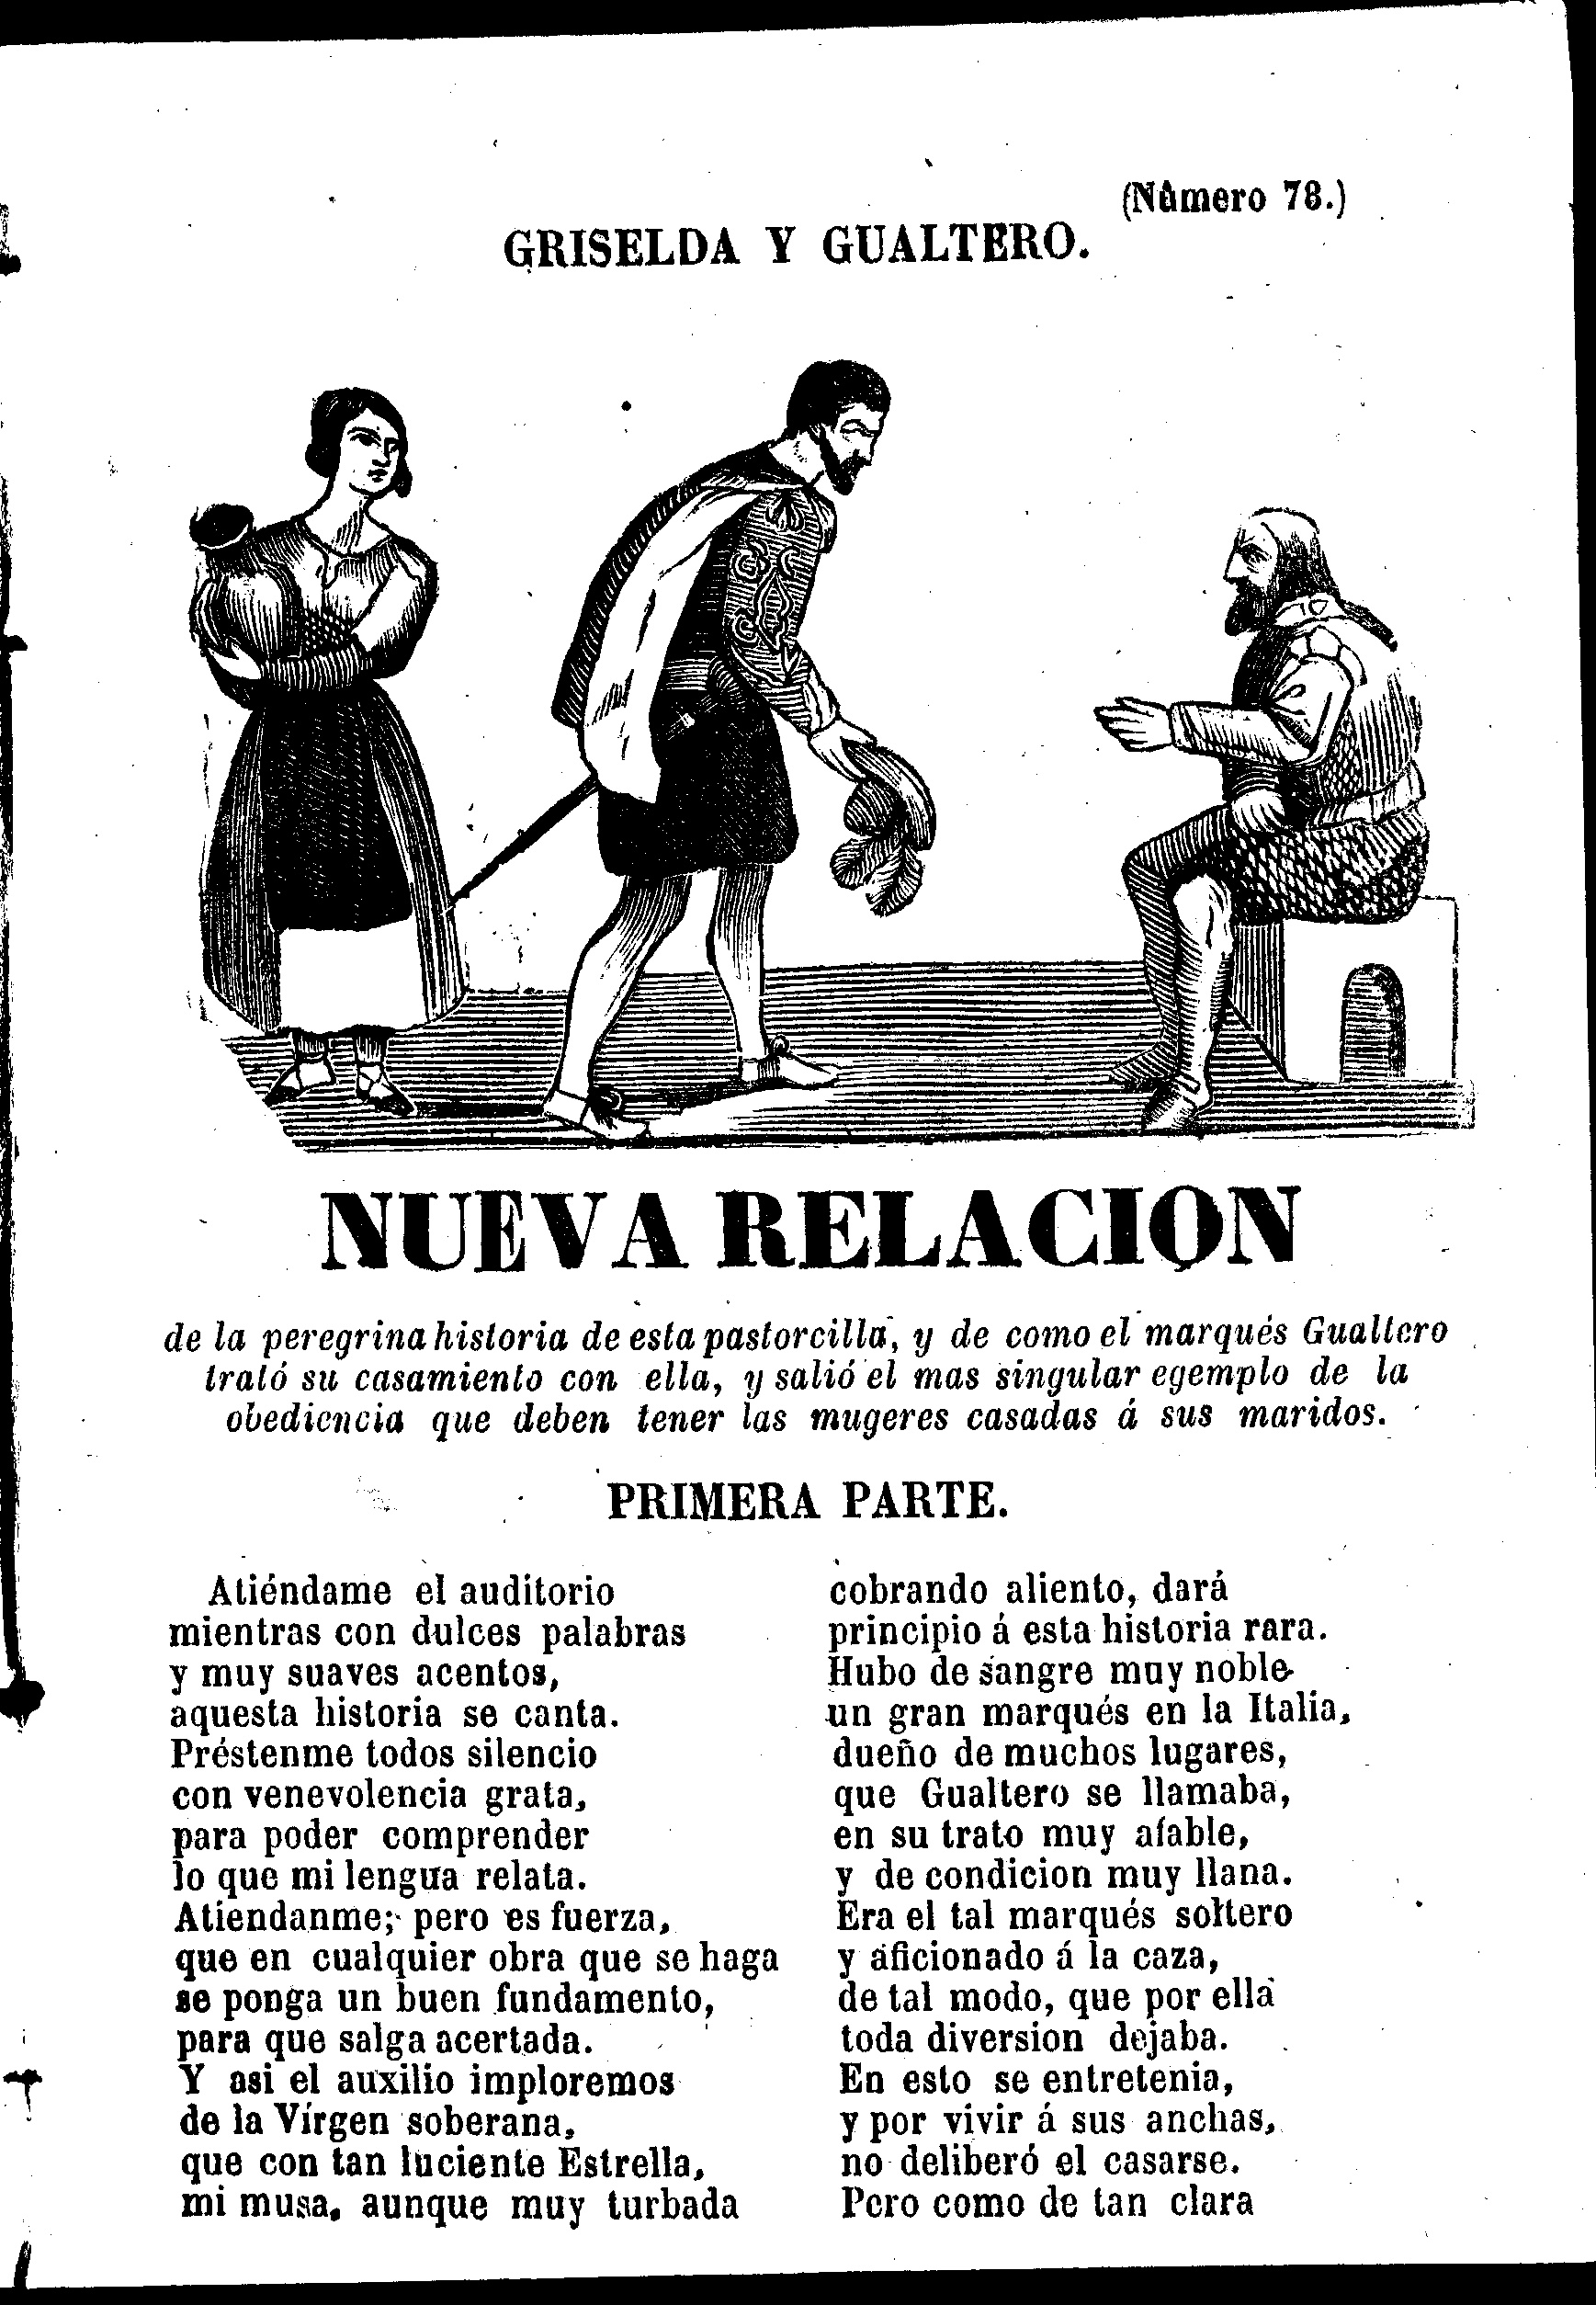 (Número 78.)
GRISELDA Y GUALTERO.
NUEVA RELACION
de la peregrina historia de esta pastorcilla, y de como el marqués Gualtero
trató su casamiento con ella, y salió el mas singular egemplo de la
obediencia que deben tener las mugeres casadas á sus maridos.
PRIMERA PARTE.
Atiéndame el auditorio
mientras con dulces palabras
y muy suaves acentos,
aquesta historia se canta.
Préstenme todos silencio
con venevolencia grata,
para poder comprender
lo que mi lengua relata.
Atiendanme; pero es fuerza,
que en cualquier obra que se haga
se ponga un buen fundamento,
para que salga acertada.
Y asi el auxilio imploremos
de la Vírgen soberana,
que con tan luciente Estrella,
mi musa, aunque muy turbada
cobrando aliento, dará
principio á esta historia rara.
Hubo de sangre muy noble
un gran marqués en la Italia,
dueño de muchos lugares,
que Gualtero se llamaba,
en su trato muy afable,
y de condicion muy llana.
Era el tal marqués soltero
y aficionado á la caza,
de tal modo, que por ella
toda diversion dejaba.
En esto se entretenia,
y por vivir á sus anchas,
no deliberó el casarse.
Pero como de tan clara